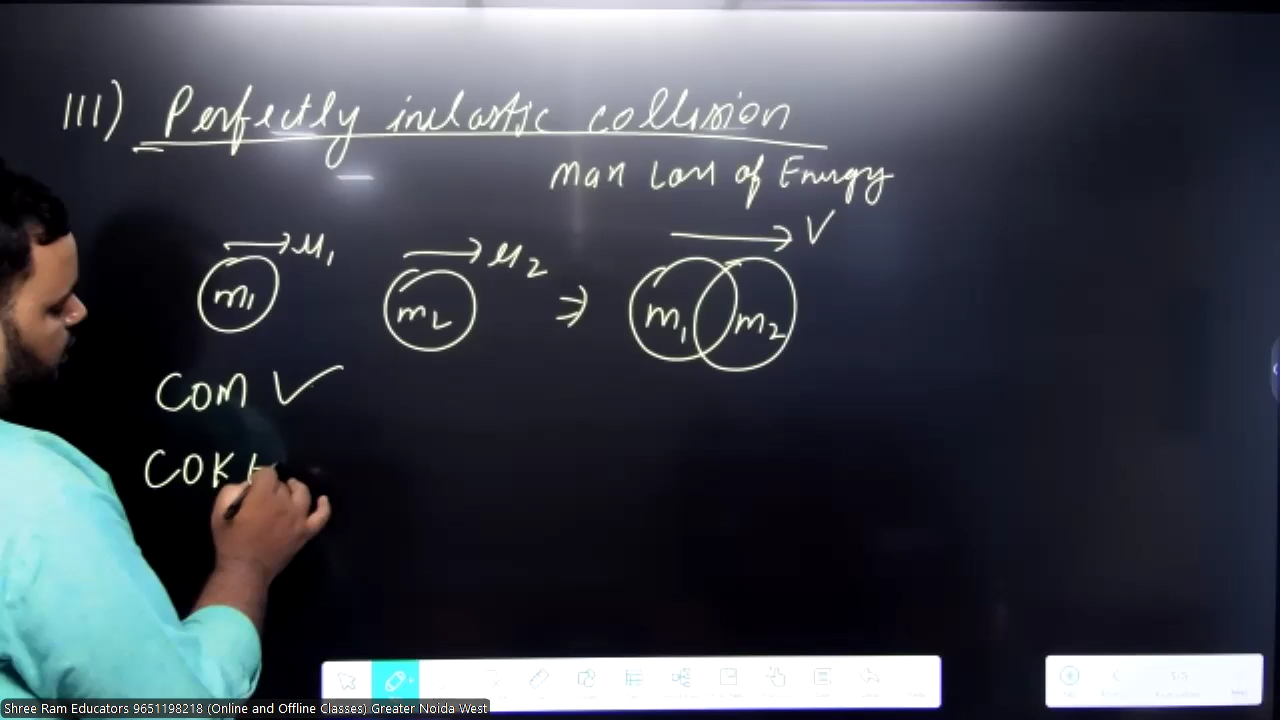 III) Perfectly inelastic collision
Max Loss of Energy
u1 u2 V
m1 m2 ⇒ m1 m2
COM ✓
COK
Shree Ram Educators 9651198218 (Online and Offline Classes) Greater Noida West